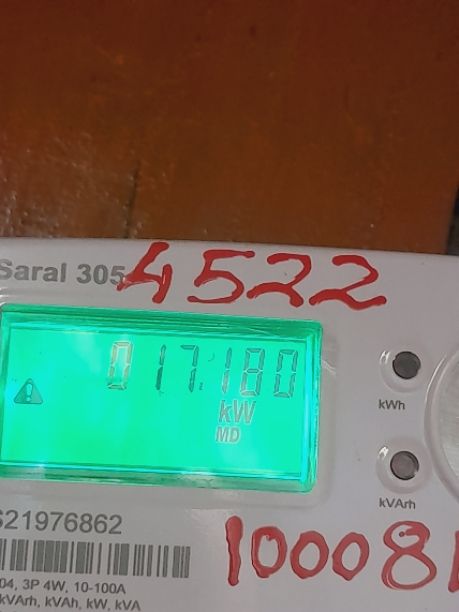 Saral 305
4522
017.180
kW
MD
kWh
kVArh
S21976862
10008
04, 3P 4W, 10-100A
kVArh, kVAh, kW, kVA